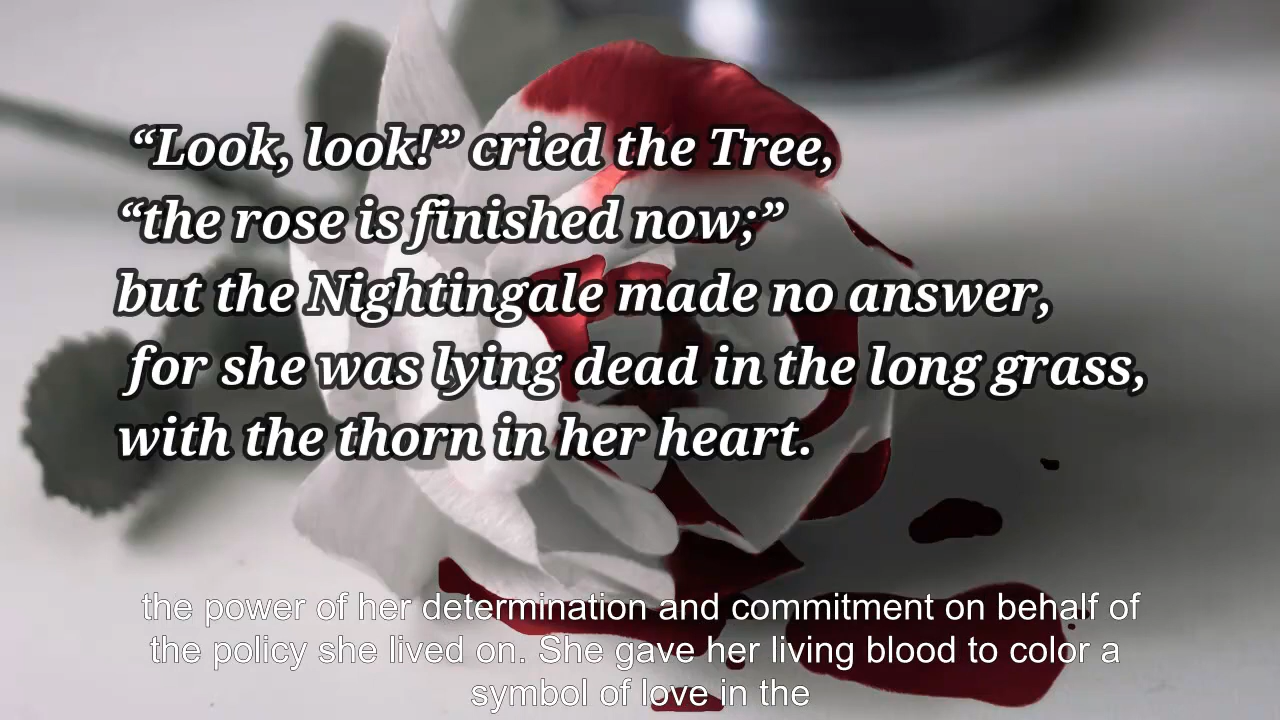 “Look, look!” cried the Tree,
“the rose is finished now;”
but the Nightingale made no answer,
for she was lying dead in the long grass,
with the thorn in her heart.
the power of her determination and commitment on behalf of
the policy she lived on. She gave her living blood to color a
symbol of love in the